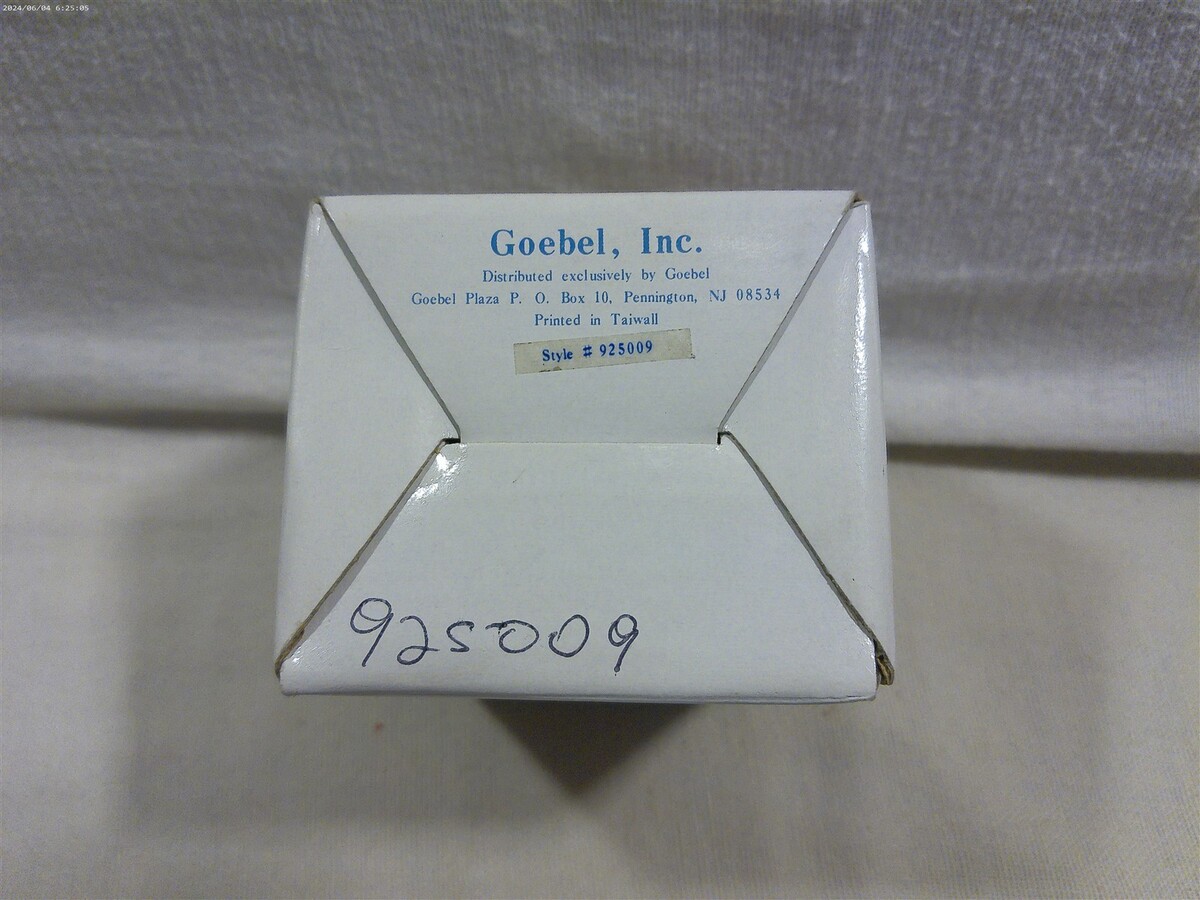 2024/06/04 6:25:05
Goebel, Inc.
Distributed exclusively by Goebel
Goebel Plaza P. O. Box 10, Pennington, NJ 08534
Printed in Taiwall
Style # 925009
925009